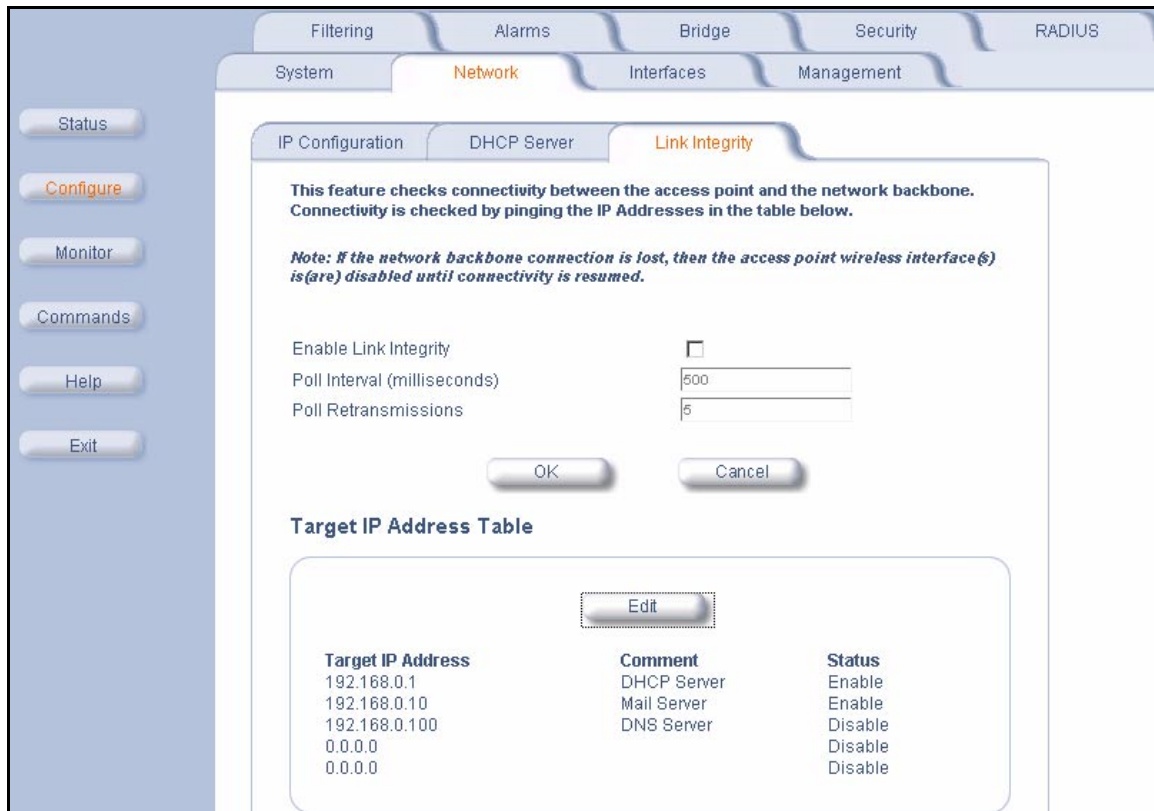 Filtering Alarms Bridge Security RADIUS
System Network Interfaces Management
Status
Configure
Monitor
Commands
Help
Exit
IP Configuration DHCP Server Link Integrity
This feature checks connectivity between the access point and the network backbone.
Connectivity is checked by pinging the IP Addresses in the table below.
Note: If the network backbone connection is lost, then the access point wireless interface(s)
is(are) disabled until connectivity is resumed.
Enable Link Integrity
Poll Interval (milliseconds) 500
Poll Retransmissions 5
OK Cancel
Target IP Address Table
Edit
Target IP Address Comment Status
192.168.0.1 DHCP Server Enable
192.168.0.10 Mail Server Enable
192.168.0.100 DNS Server Disable
0.0.0.0 Disable
0.0.0.0 Disable